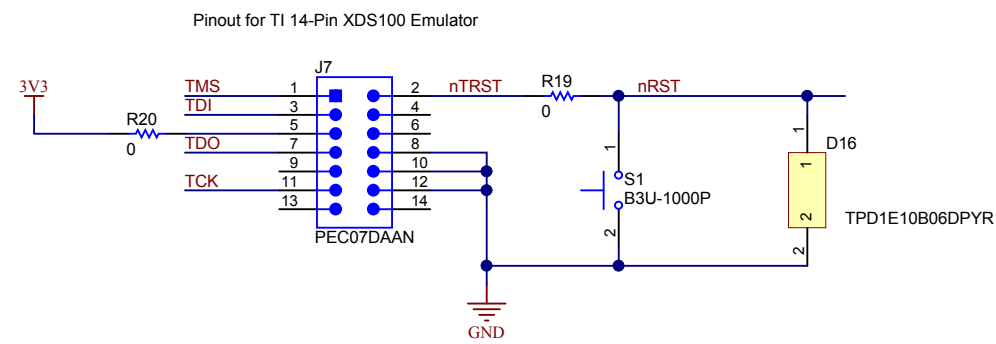 Pinout for TI 14-Pin XDS100 Emulator
J7
3V3
TMS 1 2 nTRST R19 nRST
TDI 3 4 0
R20 5 6
0
TDO 7 8
9 10
TCK 11 12
13 14
PEC07DAAN
1
S1
B3U-1000P
2
1
D16
1
2
TPD1E10B06DPYR
2
GND